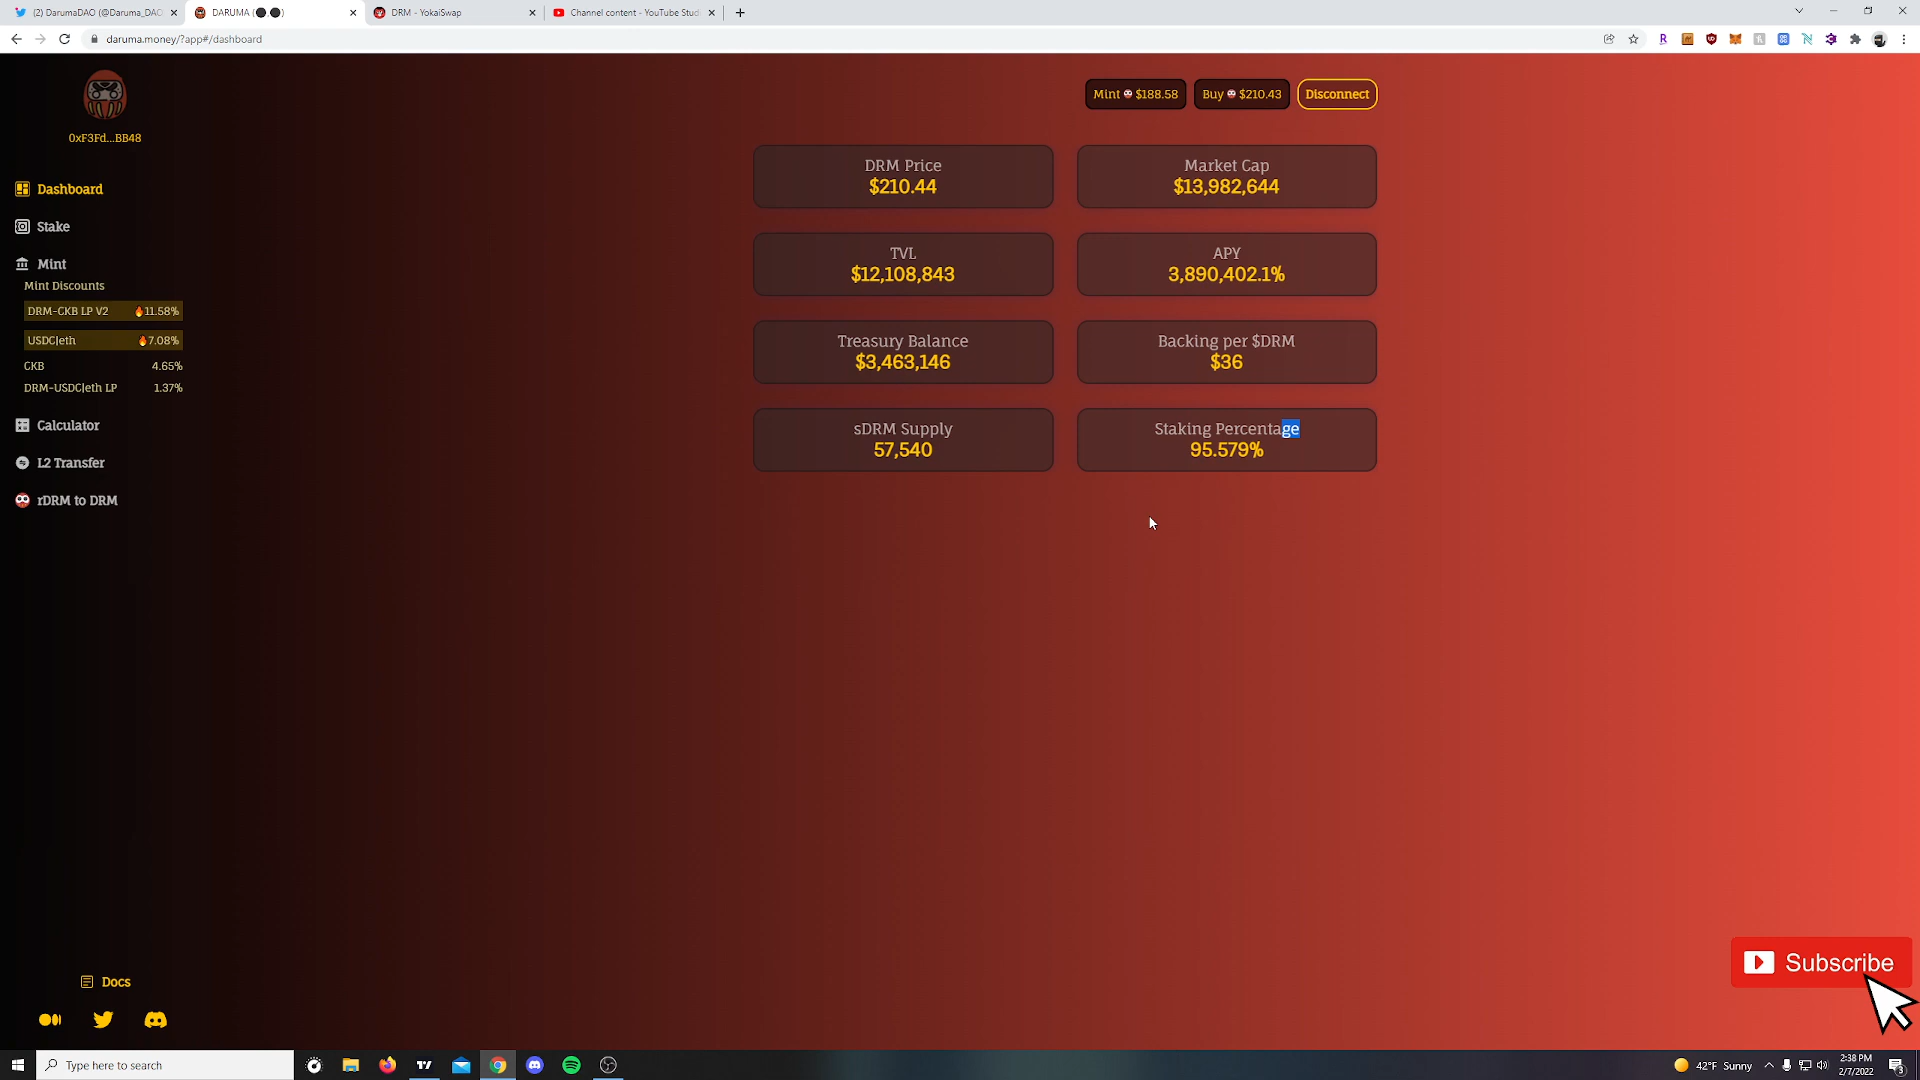 (2) DarumaDAO (@Daruma_DAO
DARUMA (⚫,⚫)
DRM - YokaiSwap
Channel content - YouTube Stud
daruma.money/?app#/dashboard
0xF3Fd...BB48
Mint $188.58
Buy $210.43
Disconnect
Dashboard
Stake
Mint
Mint Discounts
DRM-CKB LP V2 🔥11.58%
USDC|eth 🔥7.08%
CKB 4.65%
DRM-USDC|eth LP 1.37%
Calculator
L2 Transfer
rDRM to DRM
DRM Price
$210.44
Market Cap
$13,982,644
TVL
$12,108,843
APY
3,890,402.1%
Treasury Balance
$3,463,146
Backing per $DRM
$36
sDRM Supply
57,540
Staking Percentage
95.579%
Docs
Subscribe
Type here to search
42°F Sunny
2:38 PM
2/7/2022
3